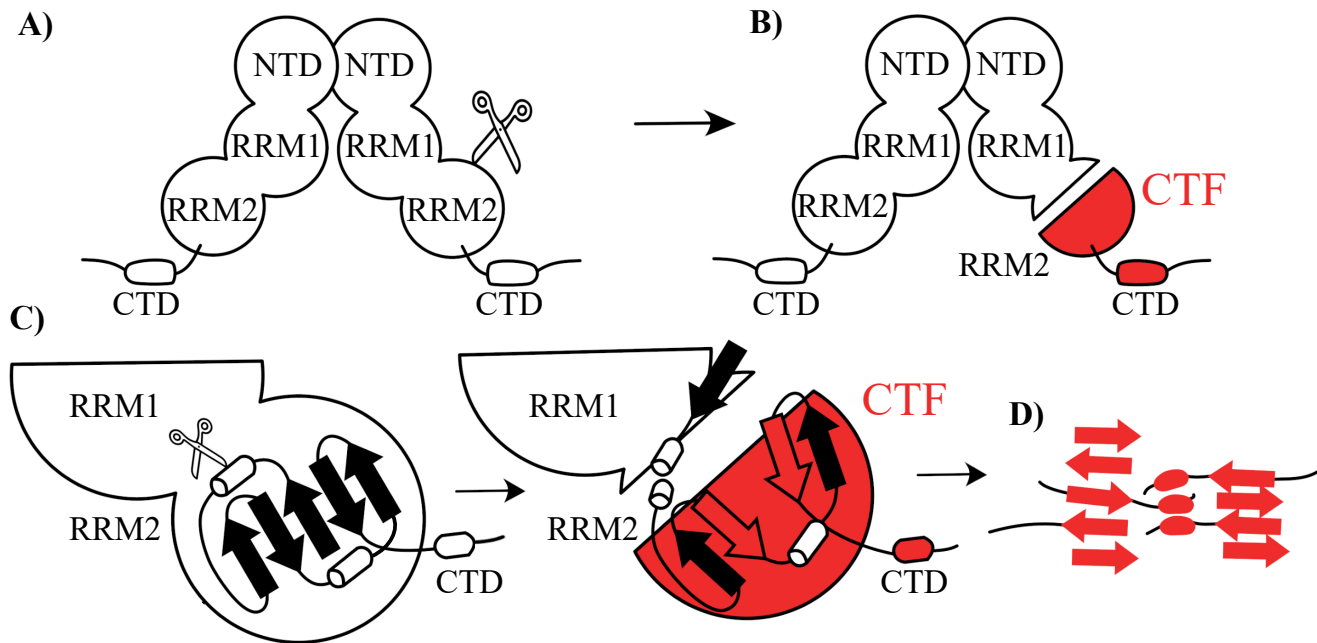 A)
NTD NTD
RRM1 RRM1
RRM2 RRM2
CTD CTD
B)
NTD NTD
RRM1 RRM1
RRM2
CTF
RRM2
CTD CTD
C)
RRM1
RRM2
CTD
RRM1
CTF
RRM2
CTD
D)